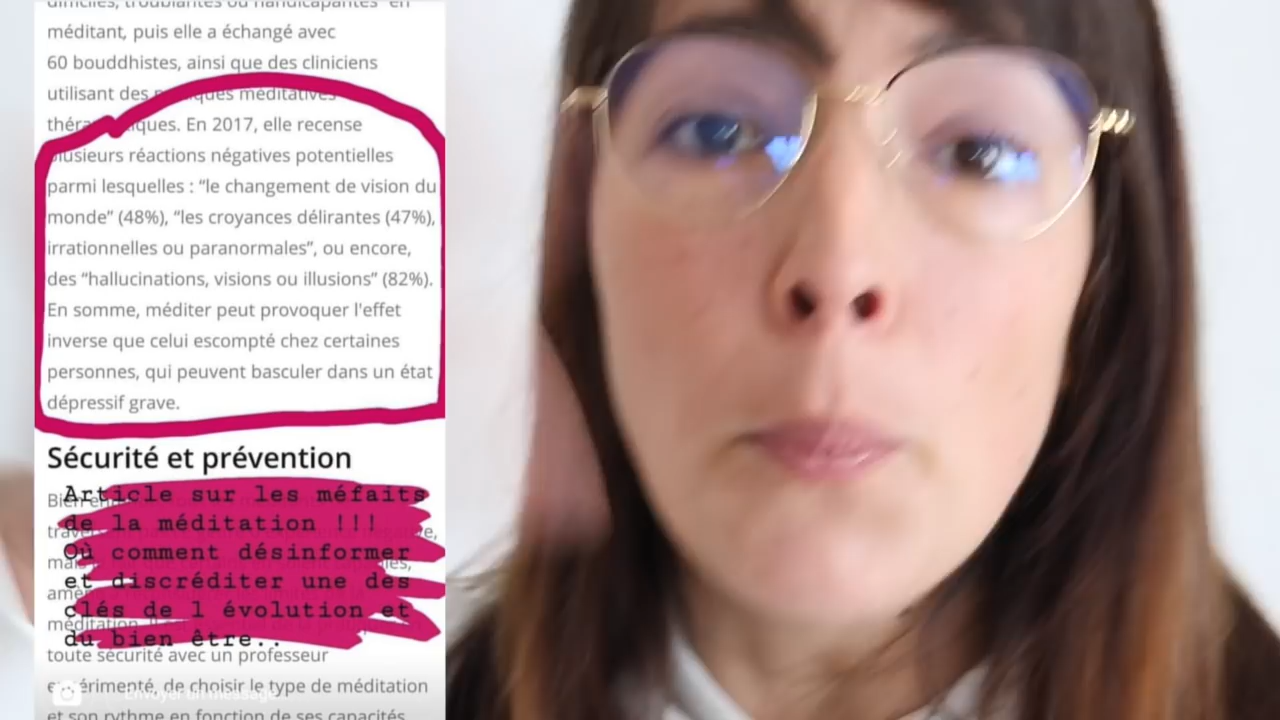 difficiles, troublantes ou handicapantes" en
méditant, puis elle a échangé avec
60 bouddhistes, ainsi que des cliniciens
utilisant des méditatives
En 2017, elle recense
plusieurs réactions négatives potentielles
parmi lesquelles : “le changement de vision du
monde” (48%), “les croyances délirantes (47%),
irrationnelles ou paranormales”, ou encore,
des “hallucinations, visions ou illusions” (82%).
En somme, méditer peut provoquer l'effet
inverse que celui escompté chez certaines
personnes, qui peuvent basculer dans un état
dépressif grave.
Sécurité et prévention
Article sur les méfaits
de la méditation !!!
Où comment désinformer
et discréditer une des
clés de l évolution et
du bien être..
toute sécurité avec un professeur
expérimenté, de choisir le type de méditation
Envoyer un message
et son rythme en fonction de ses capacités